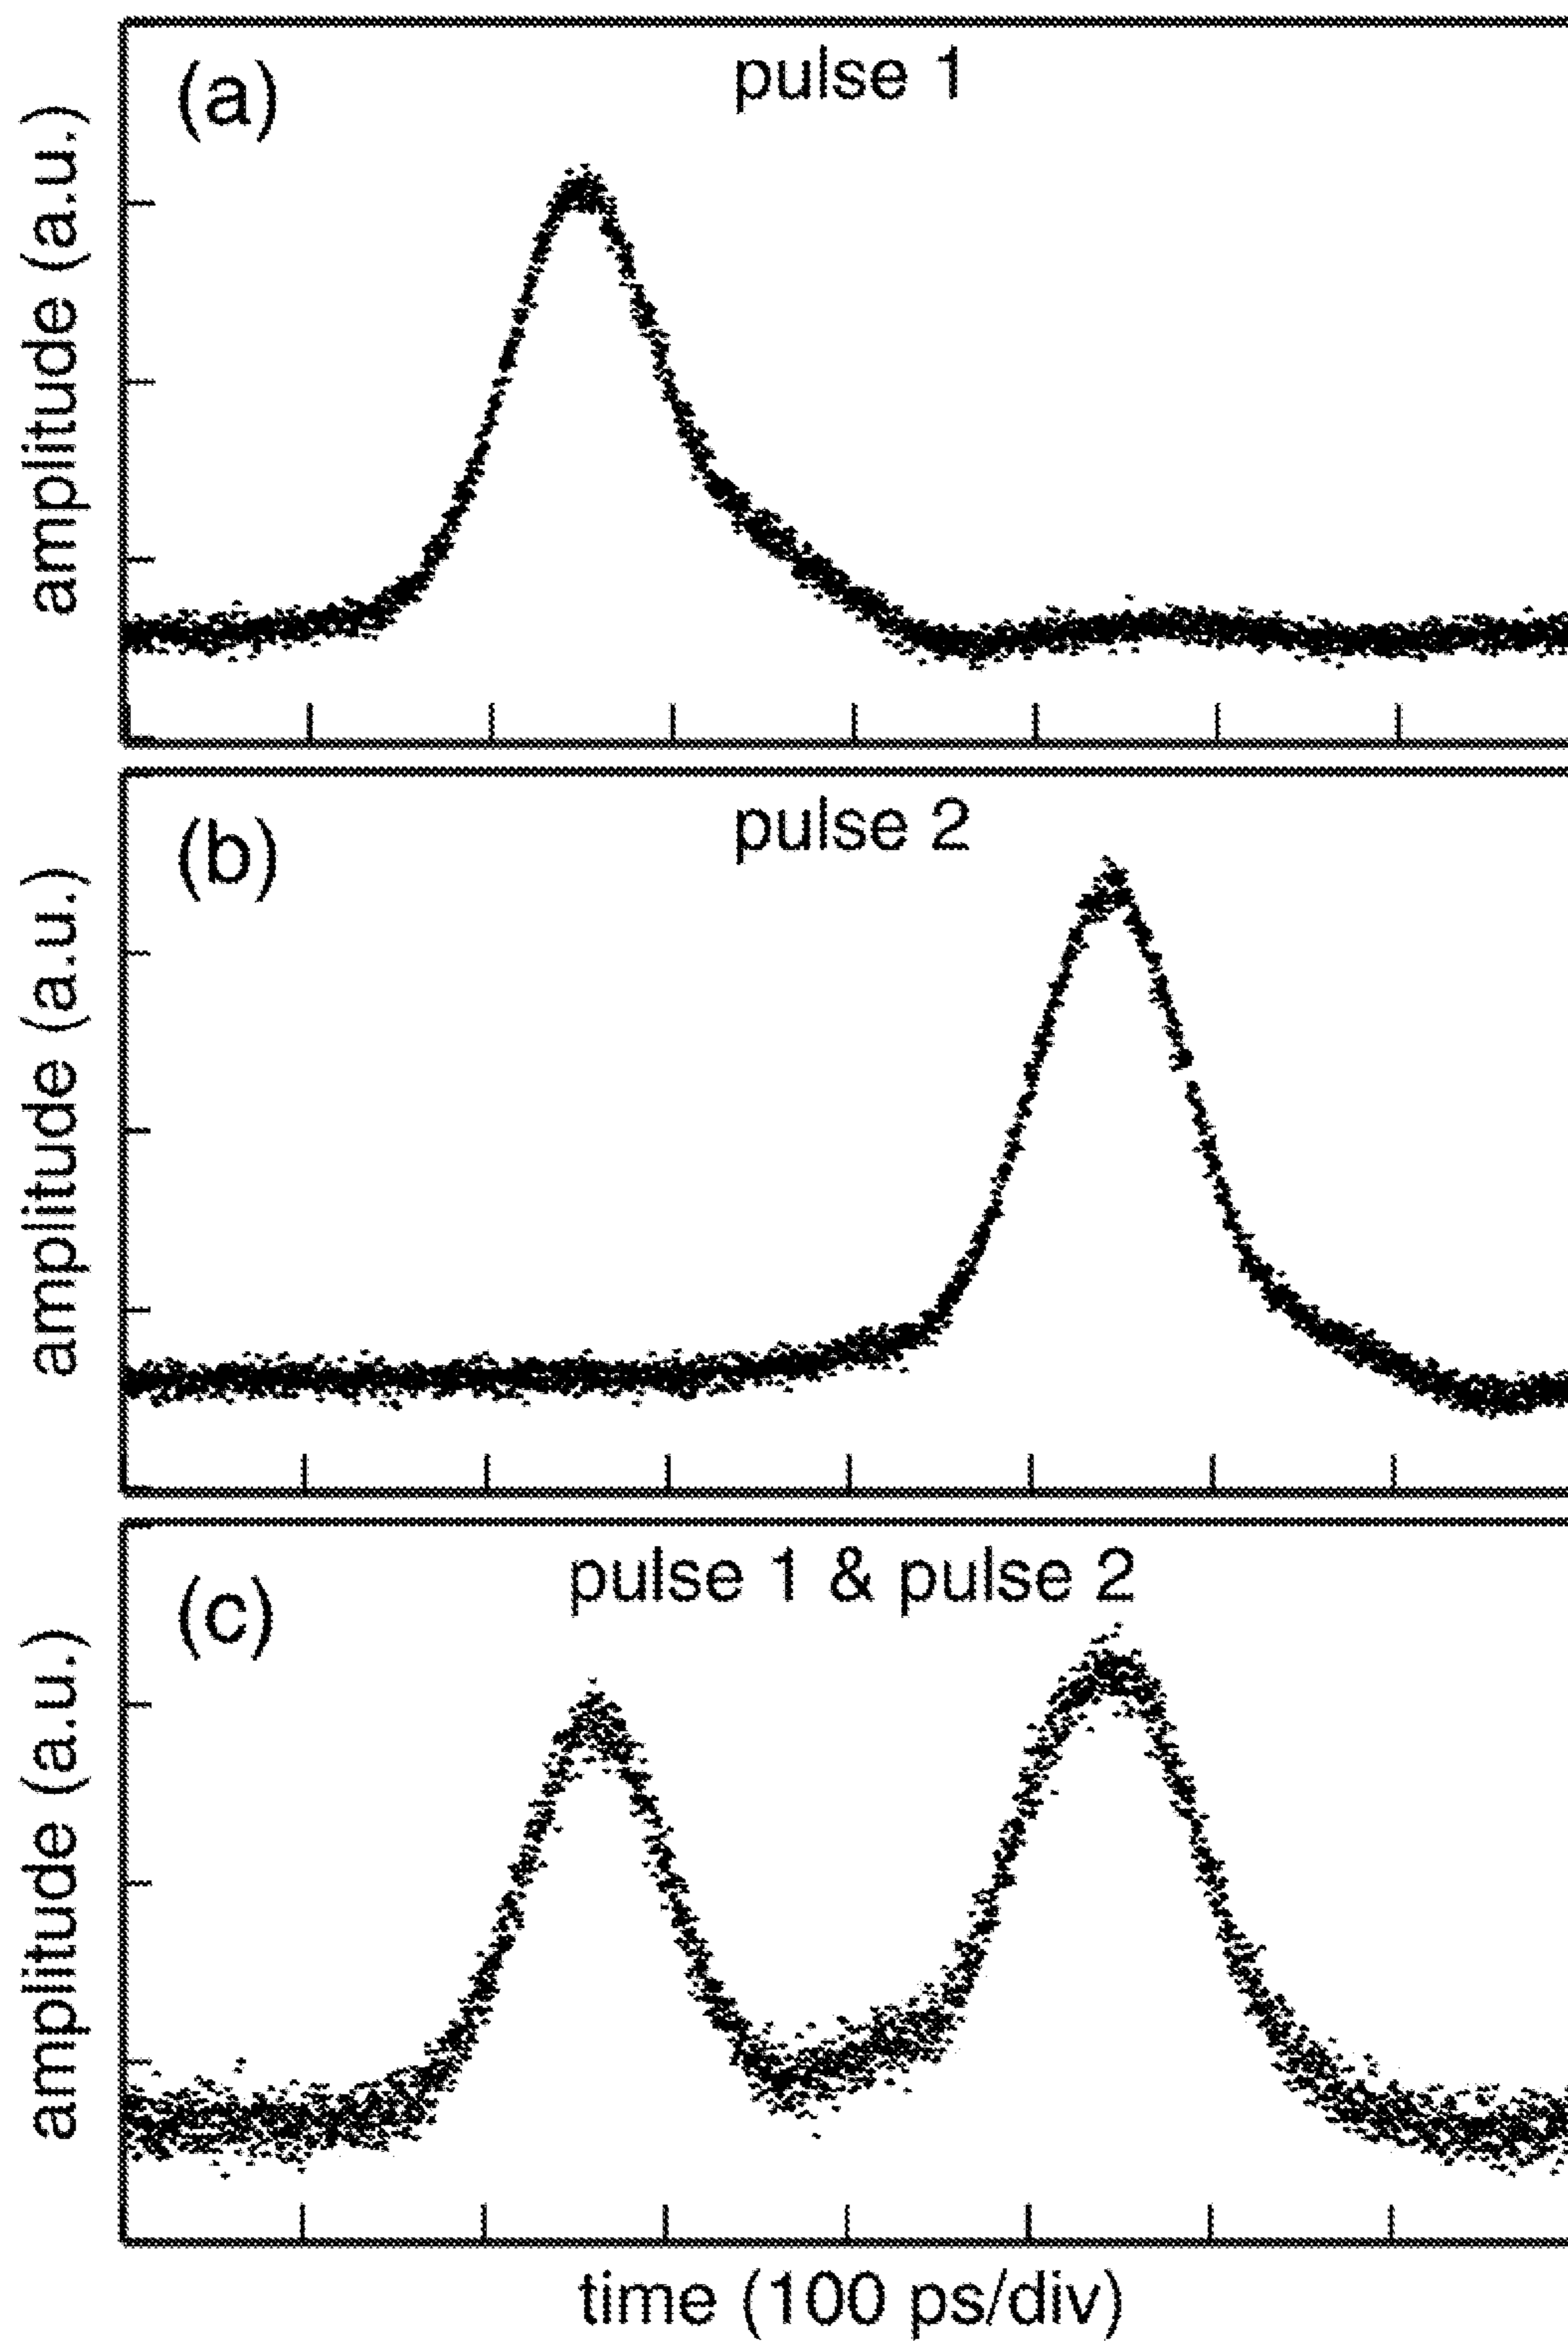 (a)
pulse 1
amplitude (a.u.)
(b)
pulse 2
amplitude (a.u.)
(c)
pulse 1 & pulse 2
amplitude (a.u.)
time (100 ps/div)